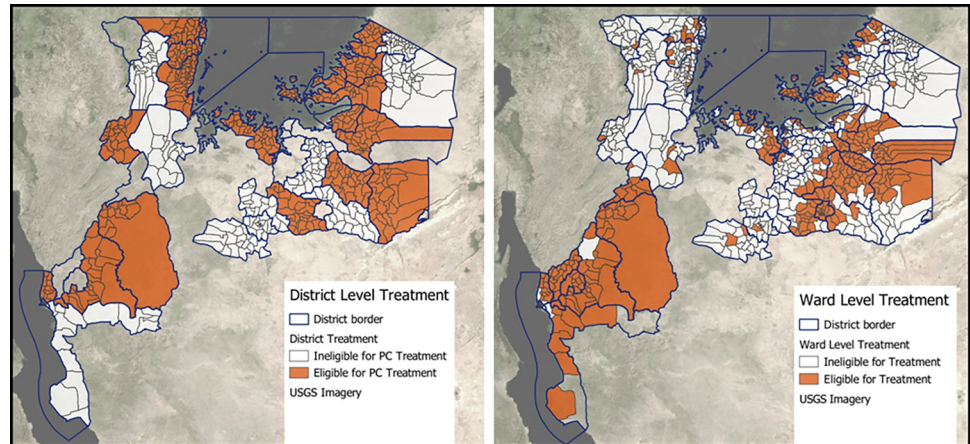 District Level Treatment
District border
District Treatment
Ineligible for PC Treatment
Eligible for PC Treatment
USGS Imagery
Ward Level Treatment
District border
Ward Level Treatment
Ineligible for Treatment
Eligible for Treatment
USGS Imagery